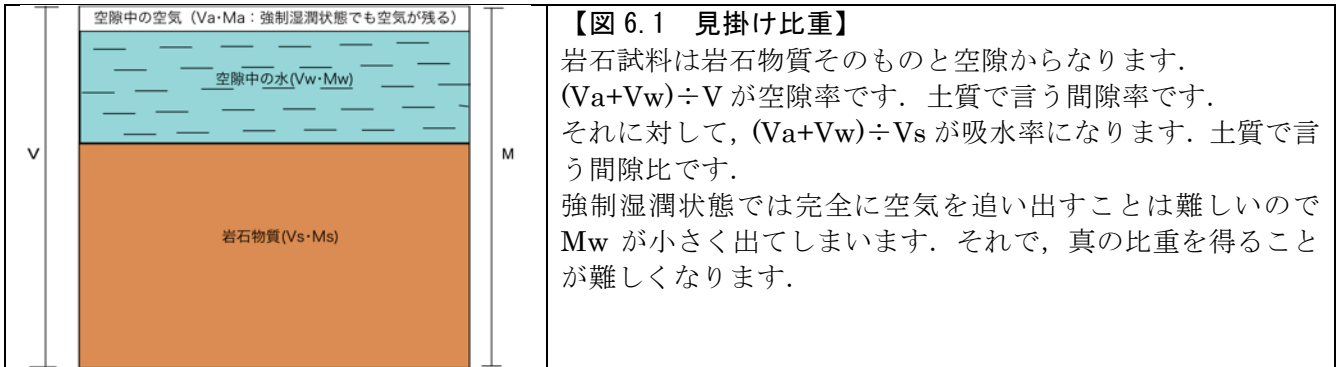 空隙中の空気（Va・Ma：強制湿潤状態でも空気が残る）
空隙中の水(Vw・Mw)
V
M
岩石物質(Vs・Ms)
【図 6.1　見掛け比重】
岩石試料は岩石物質そのものと空隙からなります．
(Va+Vw)÷V が空隙率です．土質で言う間隙率です．
それに対して，(Va+Vw)÷Vs が吸水率になります．土質で言
う間隙比です．
強制湿潤状態では完全に空気を追い出すことは難しいので
Mw が小さく出てしまいます．それで，真の比重を得ること
が難しくなります．